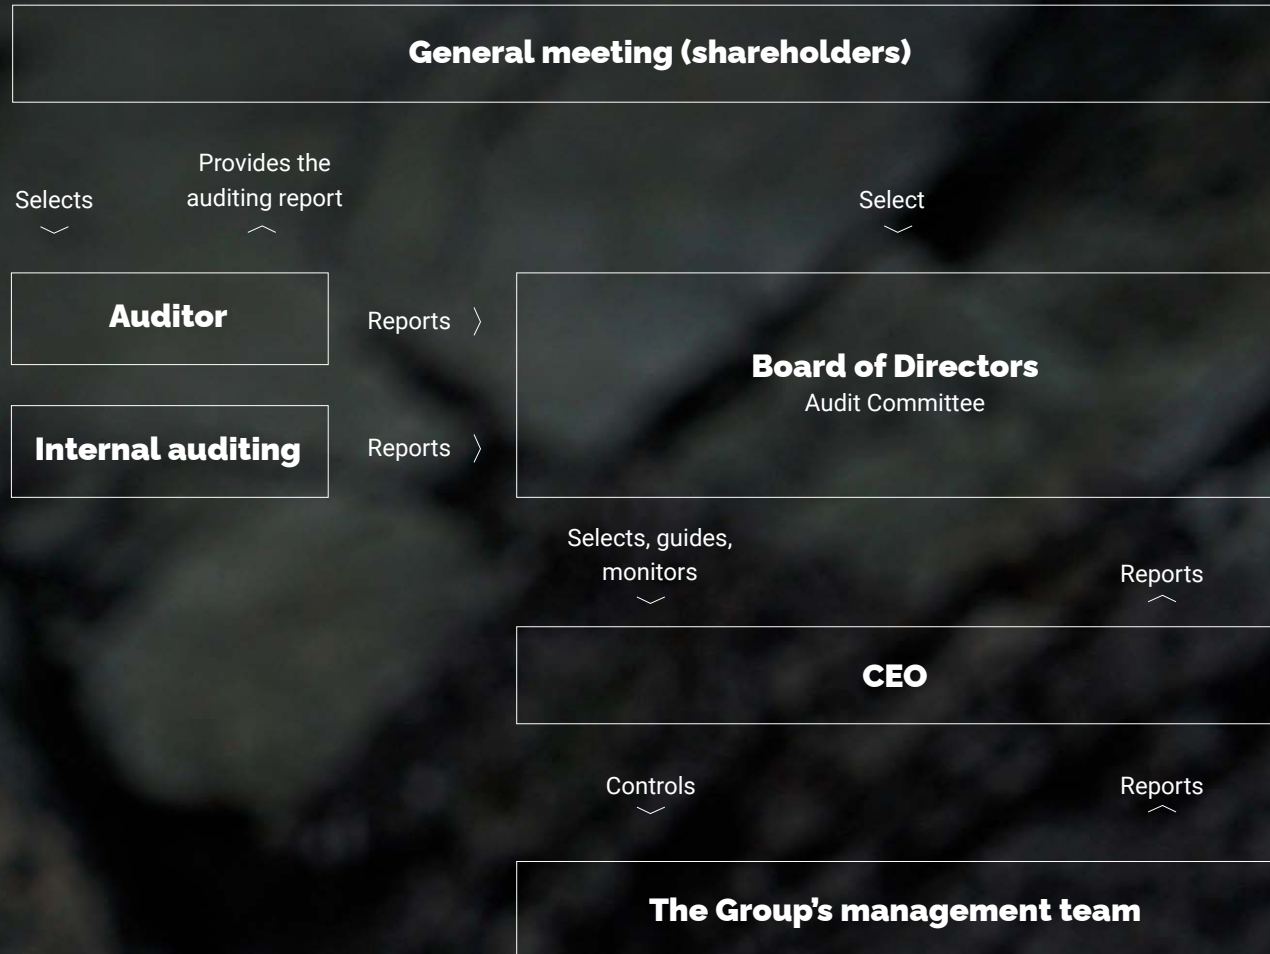 General meeting (shareholders)
Provides the
auditing report
Selects
Select
Auditor
Reports
Board of Directors
Audit Committee
Internal auditing
Reports
Selects, guides,
monitors
Reports
CEO
Controls
Reports
The Group's management team